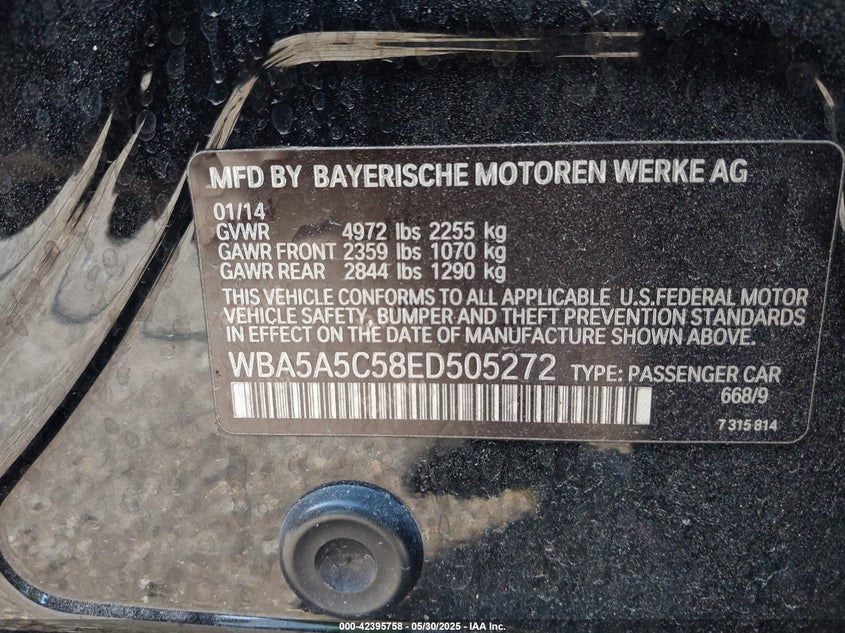 MFD BY BAYERISCHE MOTOREN WERKE AG
01/14
GVWR 4972 lbs 2255 kg
GAWR FRONT 2359 lbs 1070 kg
GAWR REAR 2844 lbs 1290 kg
THIS VEHICLE CONFORMS TO ALL APPLICABLE U.S.FEDERAL MOTOR
VEHICLE SAFETY, BUMPER AND THEFT PREVENTION STANDARDS
IN EFFECT ON THE DATE OF MANUFACTURE SHOWN ABOVE.
WBA5A5C58ED505272 TYPE: PASSENGER CAR
668/9
7 315 814
000-42395758 - 05/30/2025 - IAA Inc.